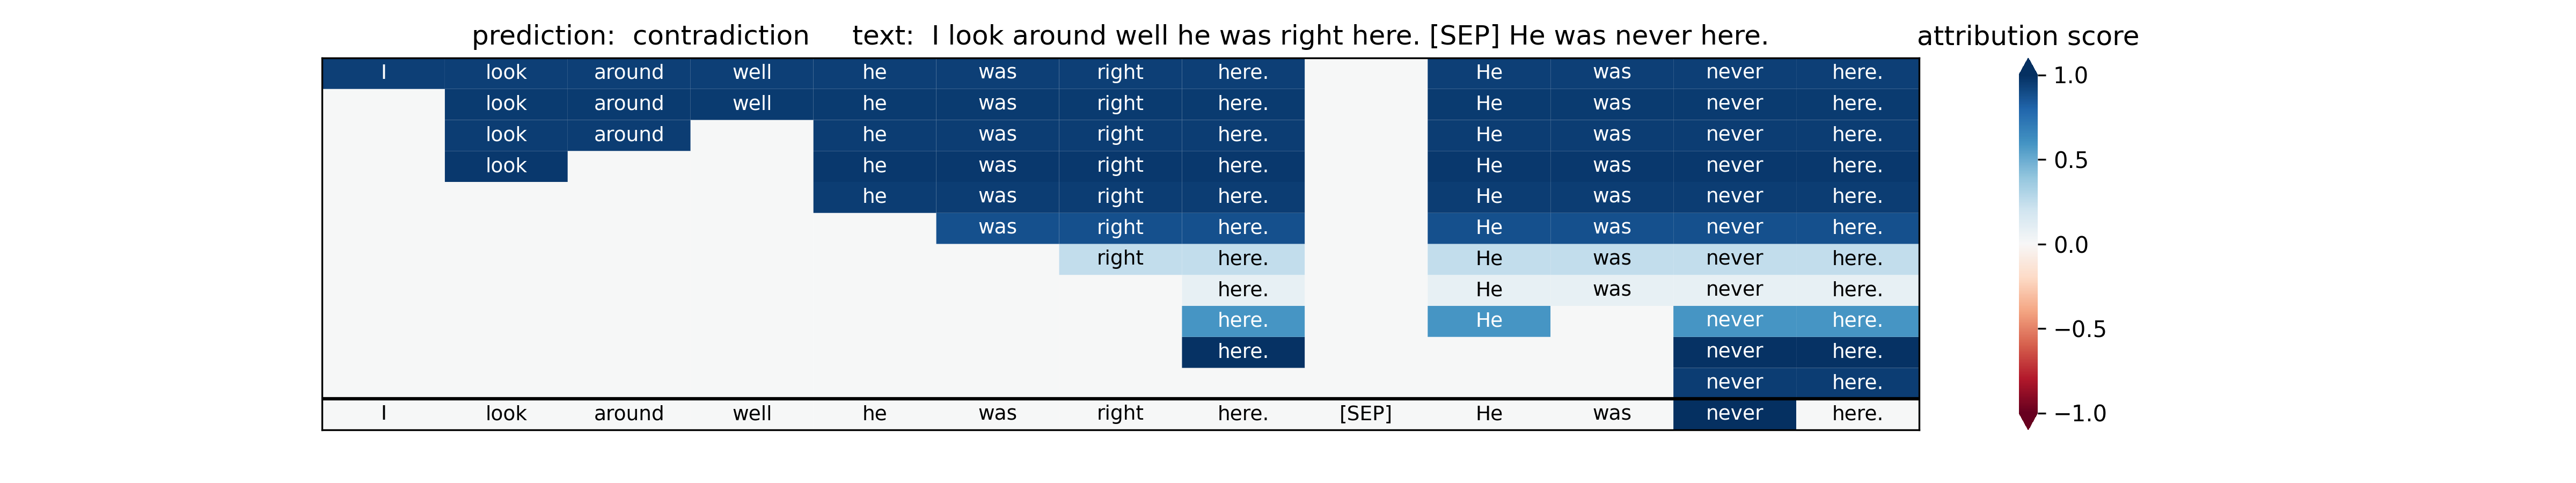 prediction: contradiction text: I look around well he was right here. [SEP] He was never here. attribution score
I look around well he was right here. He was never here. 1.0
look around well he was right here. He was never here.
look around he was right here. He was never here.
look he was right here. He was never here. 0.5
he was right here. He was never here.
was right here. He was never here.
right here. He was never here. 0.0
here. He was never here.
here. He never here. −0.5
here. never here.
never here.
I look around well he was right here. [SEP] He was never here. −1.0